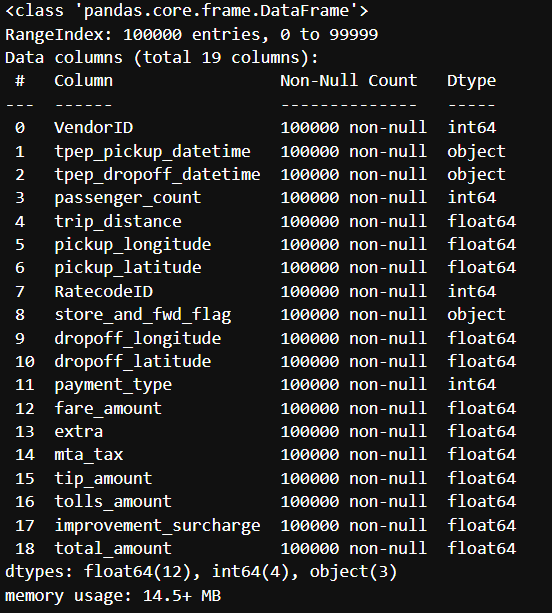 <class 'pandas.core.frame.DataFrame'>
RangeIndex: 100000 entries, 0 to 99999
Data columns (total 19 columns):
 #   Column                 Non-Null Count   Dtype
---  ------                 --------------   -----
 0   VendorID               100000 non-null  int64
 1   tpep_pickup_datetime   100000 non-null  object
 2   tpep_dropoff_datetime  100000 non-null  object
 3   passenger_count        100000 non-null  int64
 4   trip_distance          100000 non-null  float64
 5   pickup_longitude       100000 non-null  float64
 6   pickup_latitude        100000 non-null  float64
 7   RatecodeID             100000 non-null  int64
 8   store_and_fwd_flag     100000 non-null  object
 9   dropoff_longitude      100000 non-null  float64
 10  dropoff_latitude       100000 non-null  float64
 11  payment_type           100000 non-null  int64
 12  fare_amount            100000 non-null  float64
 13  extra                  100000 non-null  float64
 14  mta_tax                100000 non-null  float64
 15  tip_amount             100000 non-null  float64
 16  tolls_amount           100000 non-null  float64
 17  improvement_surcharge  100000 non-null  float64
 18  total_amount           100000 non-null  float64
dtypes: float64(12), int64(4), object(3)
memory usage: 14.5+ MB